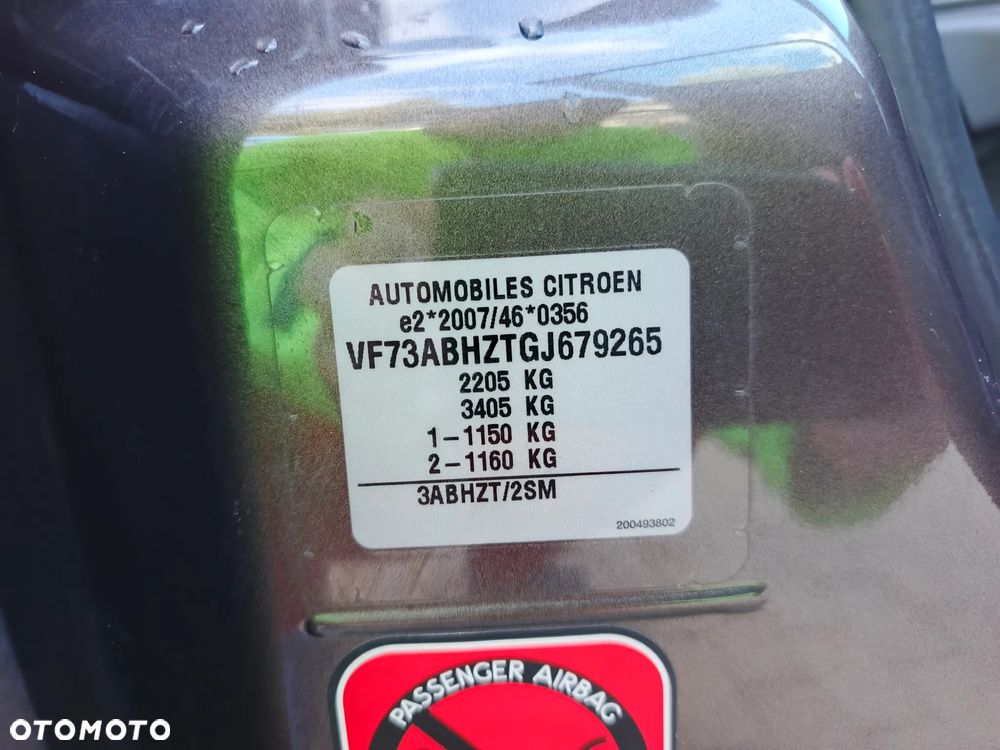 AUTOMOBILES CITROEN
e2*2007/46*0356
VF73ABHZTGJ679265
2205 KG
3405 KG
1-1150 KG
2-1160 KG
3ABHZT/2SM
200493802
PASSENGER AIRBAG
OTOMOTO